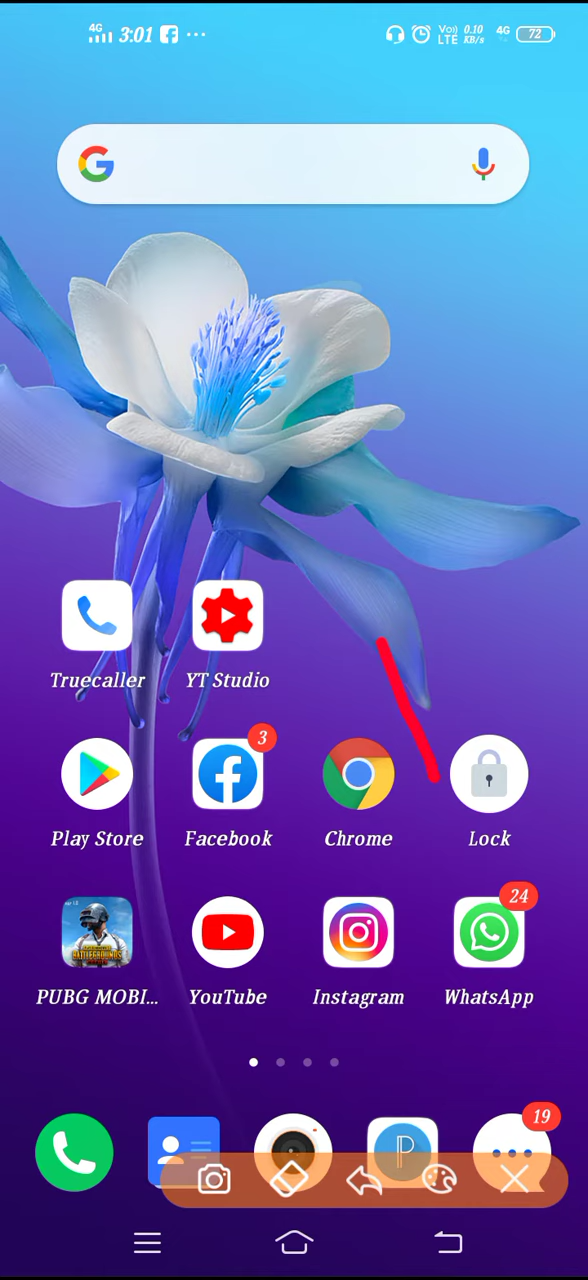 4G 3:01 ... Vo)) LTE 0.10 KB/s 4G 72
Truecaller YT Studio
3
Play Store Facebook Chrome Lock
24
PUBG MOBI... YouTube Instagram WhatsApp
19